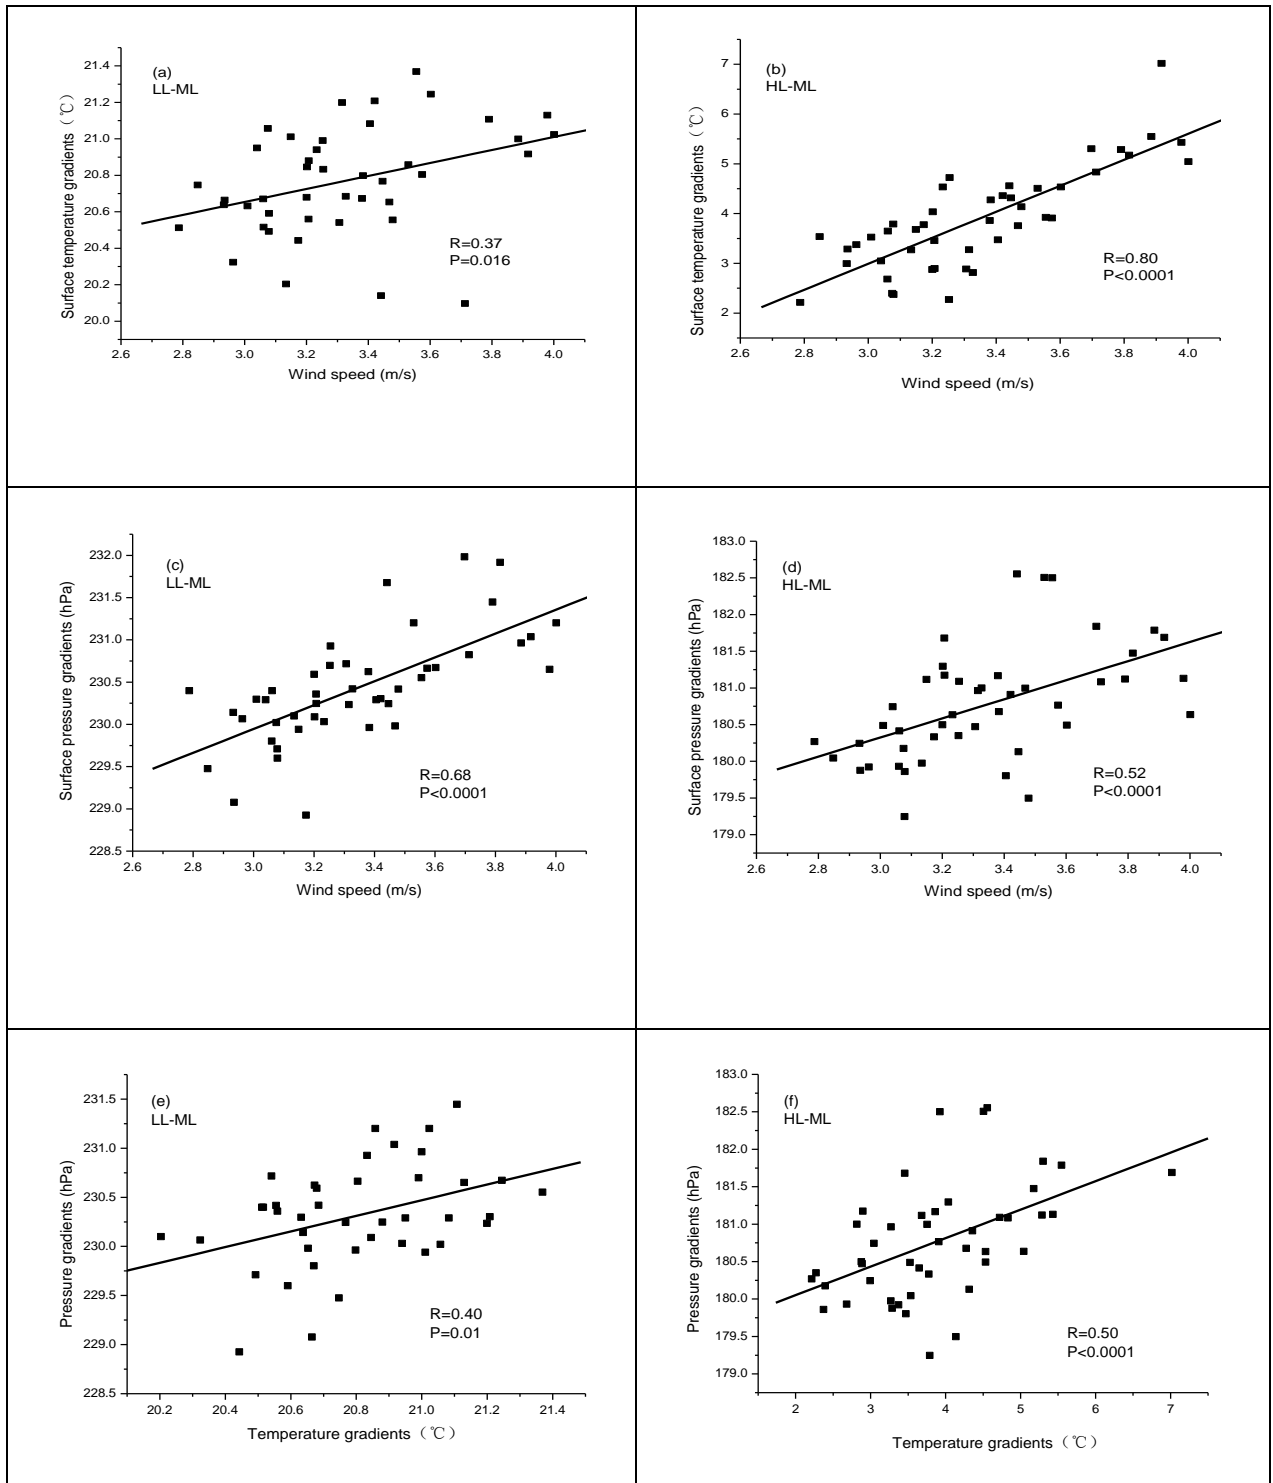 (a)
LL-ML
21.4
21.2
21.0
20.8
20.6
20.4
20.2
20.0
Surface temperature gradients (℃)
R=0.37
P=0.016
2.6 2.8 3.0 3.2 3.4 3.6 3.8 4.0
Wind speed (m/s)
(b)
HL-ML
7
6
5
4
3
2
Surface temperature gradients (℃)
R=0.80
P<0.0001
2.6 2.8 3.0 3.2 3.4 3.6 3.8 4.0
Wind speed (m/s)
(c)
LL-ML
232.0
231.5
231.0
230.5
230.0
229.5
229.0
228.5
Surface pressure gradients (hPa)
R=0.68
P<0.0001
2.6 2.8 3.0 3.2 3.4 3.6 3.8 4.0
Wind speed (m/s)
(d)
HL-ML
183.0
182.5
182.0
181.5
181.0
180.5
180.0
179.5
179.0
Surface pressure gradients (hPa)
R=0.52
P<0.0001
2.6 2.8 3.0 3.2 3.4 3.6 3.8 4.0
Wind speed (m/s)
(e)
LL-ML
231.5
231.0
230.5
230.0
229.5
229.0
228.5
Pressure gradients (hPa)
R=0.40
P=0.01
20.2 20.4 20.6 20.8 21.0 21.2 21.4
Temperature gradients (℃)
(f)
HL-ML
183.0
182.5
182.0
181.5
181.0
180.5
180.0
179.5
179.0
Pressure gradients (hPa)
R=0.50
P<0.0001
2 3 4 5 6 7
Temperature gradients (℃)